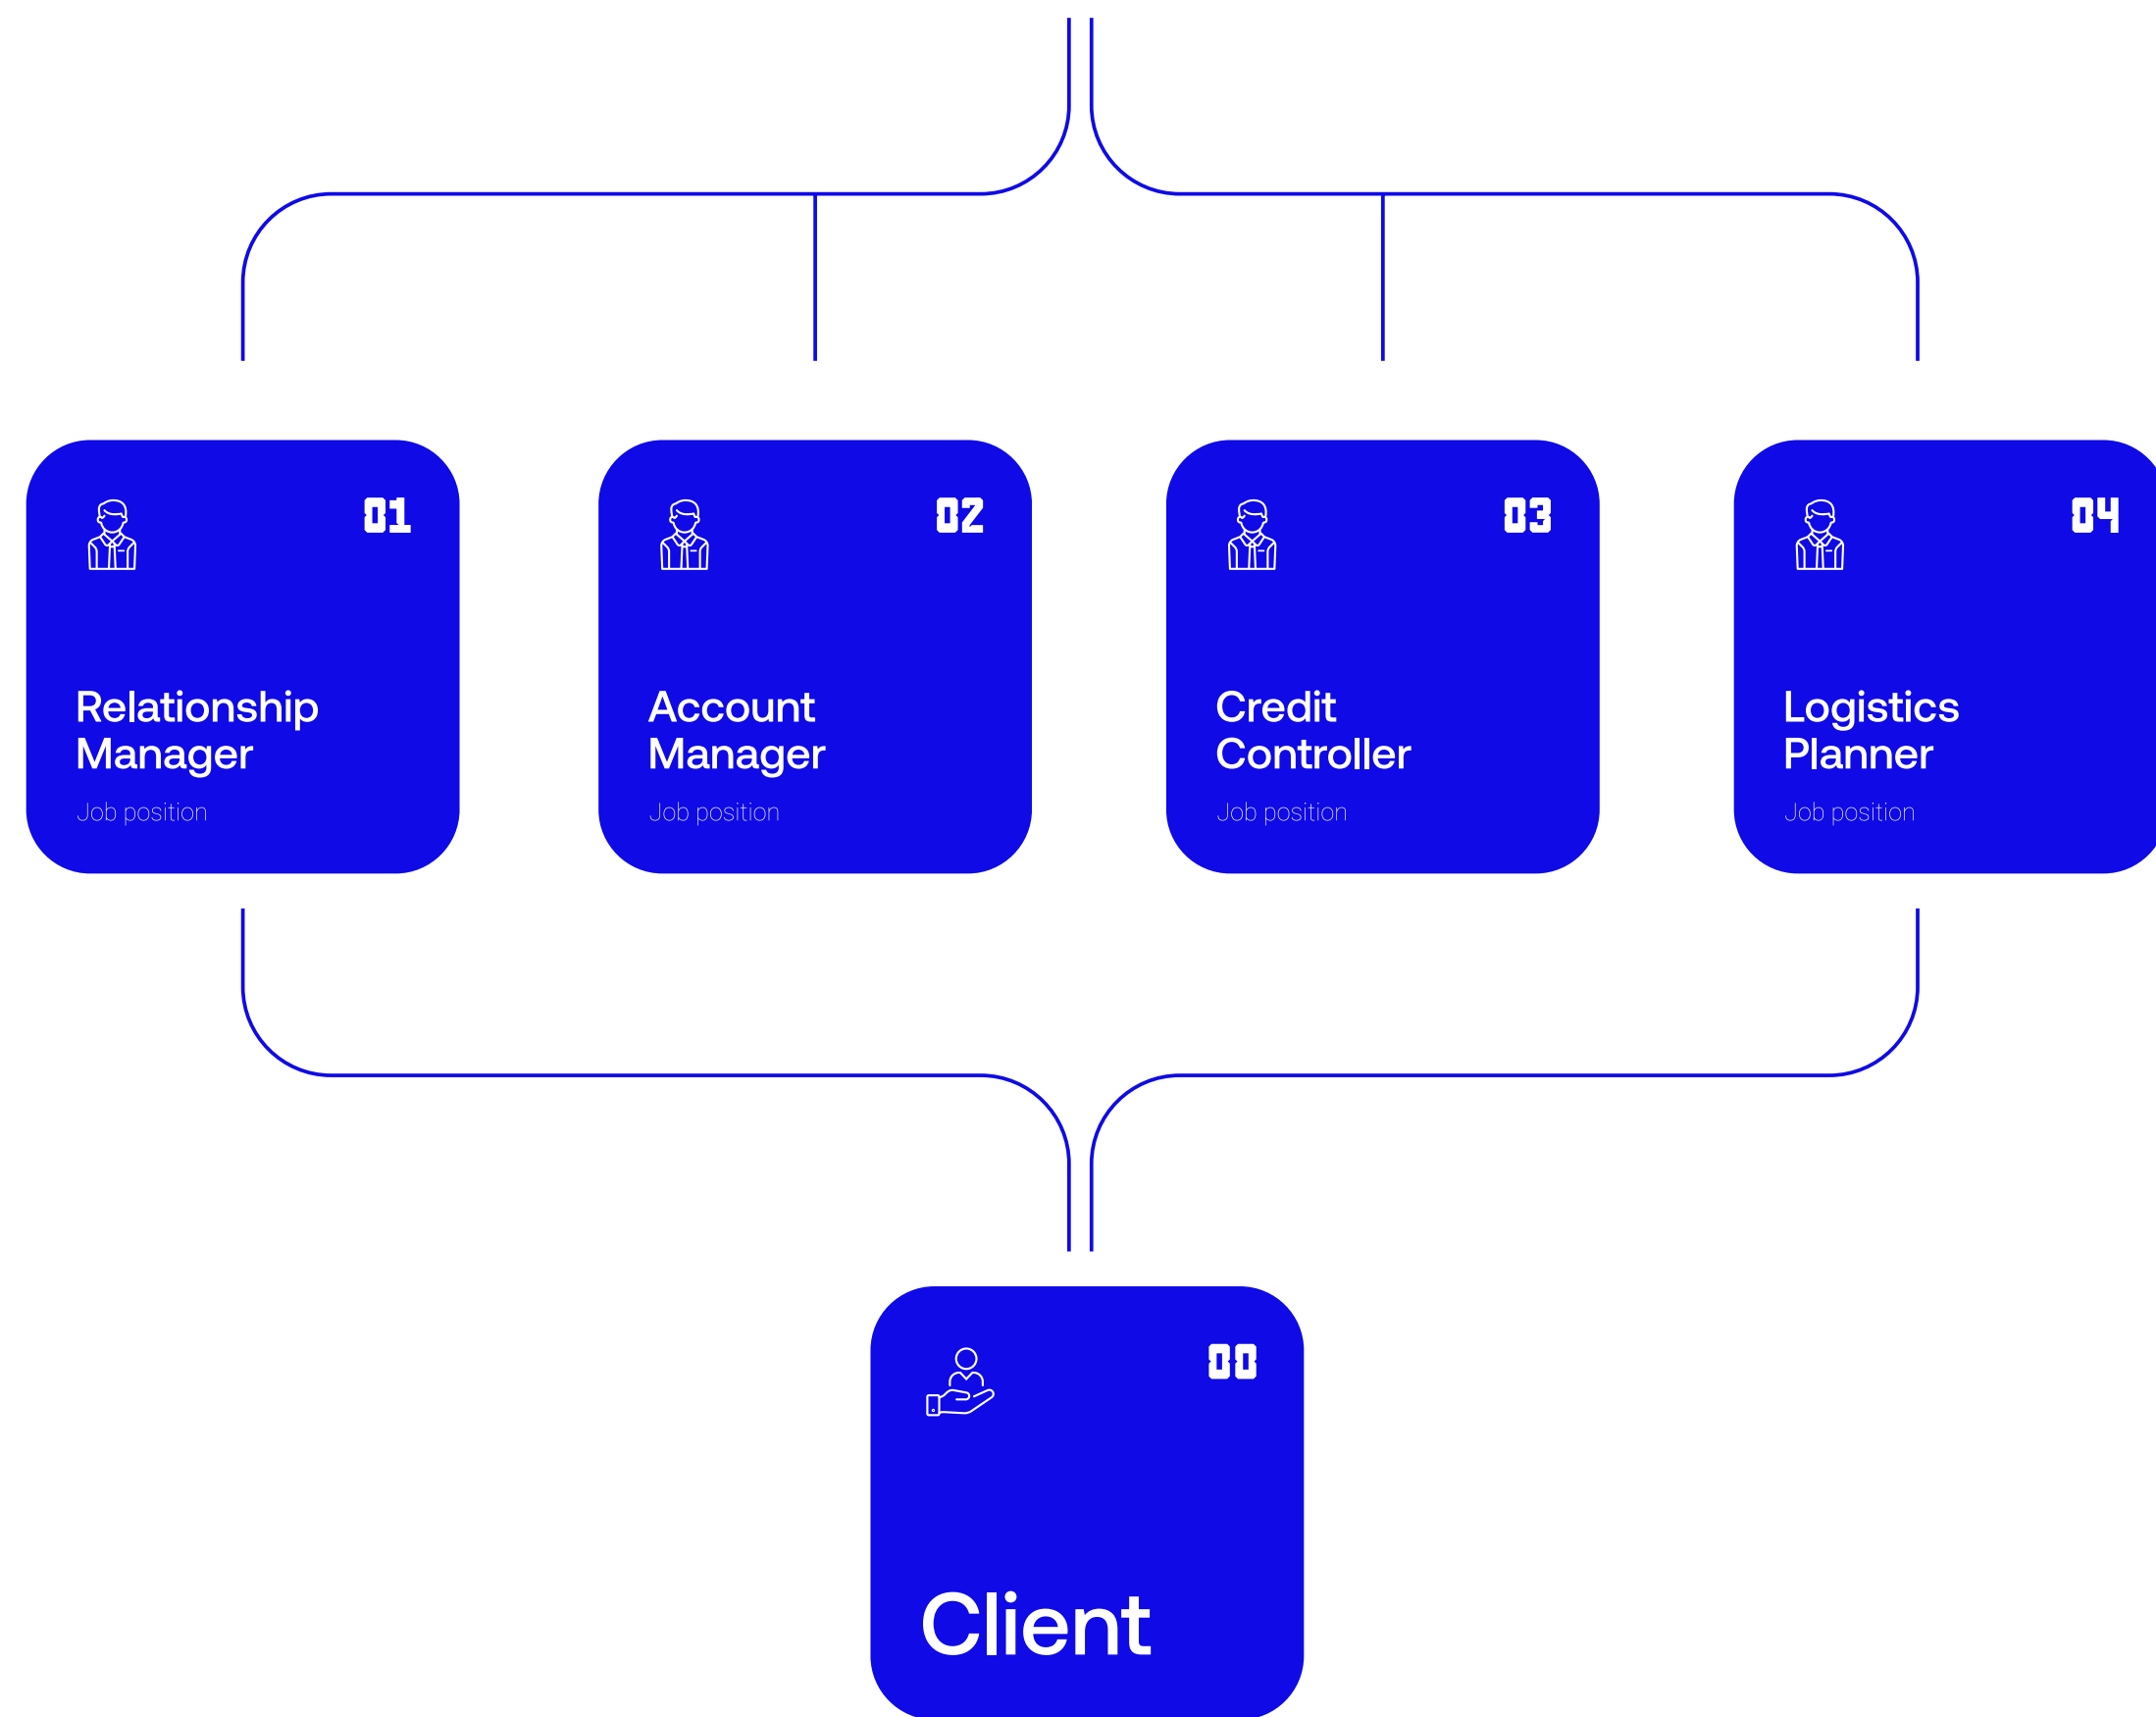 01
Relationship
Manager
Job position
02
Account
Manager
Job position
03
Credit
Controller
Job position
04
Logistics
Planner
Job position
00
Client